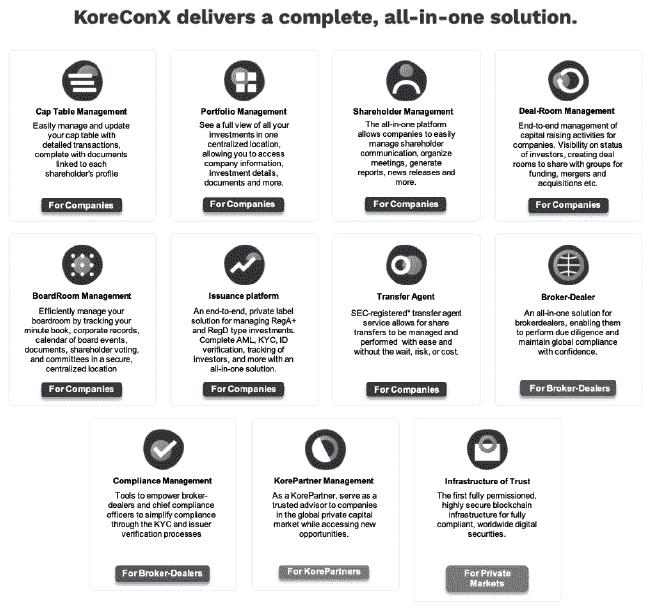 KoreConX delivers a complete, all-in-one solution.
Cap Table Management
Easily manage and update
your cap table with
detailed transactions,
complete with documents
linked to each
shareholder's profile
For Companies
Portfolio Management
See a full view of all your
investments in one
centralized location,
allowing you to access
company information,
investment details,
documents and more.
For Companies
Shareholder Management
The all-in-one platform
allows companies to easily
manage shareholder
communication, organize
meetings, generate
reports, news releases and
more.
For Companies
Deal-Room Management
End-to-end management of
capital raising activities for
companies. Visibility on status
of investors, creating deal
rooms to share with groups for
funding, mergers and
acquisitions etc.
For Companies
BoardRoom Management
Efficiently manage your
boardroom by tracking your
minute book, corporate records,
calendar of board events,
documents, shareholder voting,
and committees in a secure,
centralized location
For Companies
Issuance platform
An end-to-end, private label
solution for managing RegA+
and RegD type investments.
Complete AML, KYC, ID
verification, tracking of
investors, and more with an
all-in-one solution.
For Companies
Transfer Agent
SEC-registered* transfer agent
service allows for share
transfers to be managed and
performed with ease and
without the wait, risk, or cost.
For Companies
Broker-Dealer
An all-in-one solution for
brokerdealers, enabling them
to perform due diligence and
maintain global compliance
with confidence.
For Broker-Dealers
Compliance Management
Tools to empower broker-
dealers and chief compliance
officers to simplify compliance
through the KYC and issuer
verification processes
For Broker-Dealers
KorePartner Management
As a KorePartner, serve as a
trusted advisor to companies
in the global private capital
market while accessing new
opportunities.
For KorePartners
Infrastructure of Trust
The first fully permissioned,
highly secure blockchain
infrastructure for fully
compliant, worldwide digital
securities.
For Private
Markets